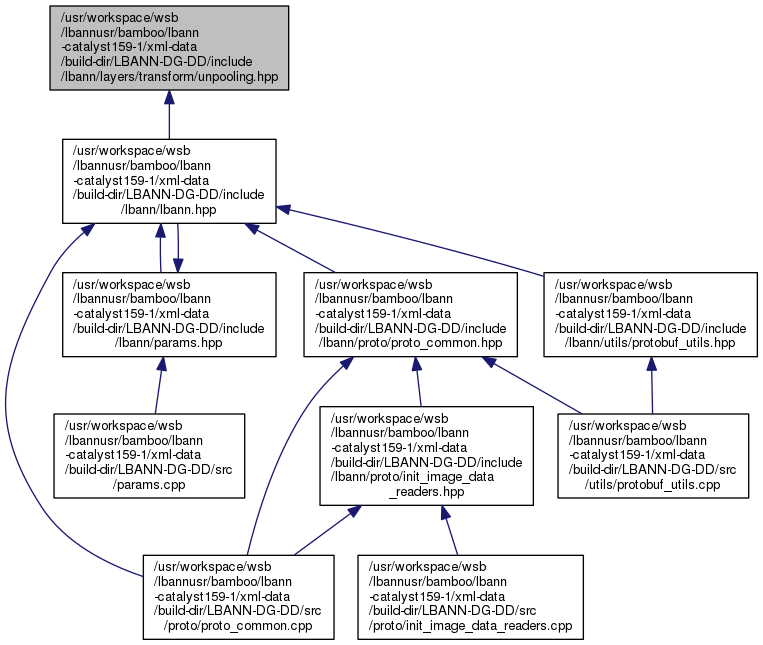 /usr/workspace/wsb
lbannusr/bamboo/lbann
-catalyst159-1/xml-data
/build-dir/LBANN-DG-DD/include
/lbann/layers/transform/unpooling.hpp
/usr/workspace/wsb
/lbannusr/bamboo/lbann
-catalyst159-1/xml-data
/build-dir/LBANN-DG-DD/include
/lbann/lbann.hpp
/usr/workspace/wsb
/lbannusr/bamboo/lbann
-catalyst159-1/xml-data
/build-dir/LBANN-DG-DD/include
/lbann/params.hpp
/usr/workspace/wsb
/lbannusr/bamboo/lbann
-catalyst159-1/xml-data
/build-dir/LBANN-DG-DD/include
/lbann/proto/proto_common.hpp
/usr/workspace/wsb
/lbannusr/bamboo/lbann
-catalyst159-1/xml-data
/build-dir/LBANN-DG-DD/include
/lbann/utils/protobuf_utils.hpp
/usr/workspace/wsb
/lbannusr/bamboo/lbann
-catalyst159-1/xml-data
/build-dir/LBANN-DG-DD/src
/params.cpp
/usr/workspace/wsb
/lbannusr/bamboo/lbann
-catalyst159-1/xml-data
/build-dir/LBANN-DG-DD/include
/lbann/proto/init_image_data
_readers.hpp
/usr/workspace/wsb
/lbannusr/bamboo/lbann
-catalyst159-1/xml-data
/build-dir/LBANN-DG-DD/src
/utils/protobuf_utils.cpp
/usr/workspace/wsb
/lbannusr/bamboo/lbann
-catalyst159-1/xml-data
/build-dir/LBANN-DG-DD/src
/proto/proto_common.cpp
/usr/workspace/wsb
/lbannusr/bamboo/lbann
-catalyst159-1/xml-data
/build-dir/LBANN-DG-DD/src
/proto/init_image_data_readers.cpp